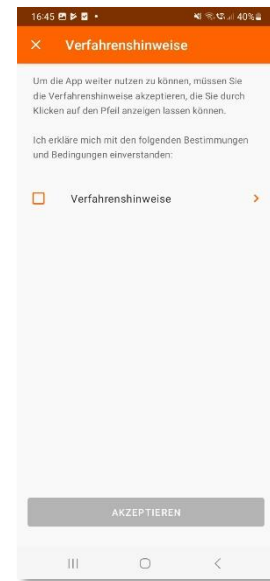 16:45
40%
Verfahrenshinweise
Um die App weiter nutzen zu können, müssen Sie
die Verfahrenshinweise akzeptieren, die Sie durch
Klicken auf den Pfeil anzeigen lassen können.
Ich erkläre mich mit den folgenden Bestimmungen
und Bedingungen einverstanden:
Verfahrenshinweise
AKZEPTIEREN